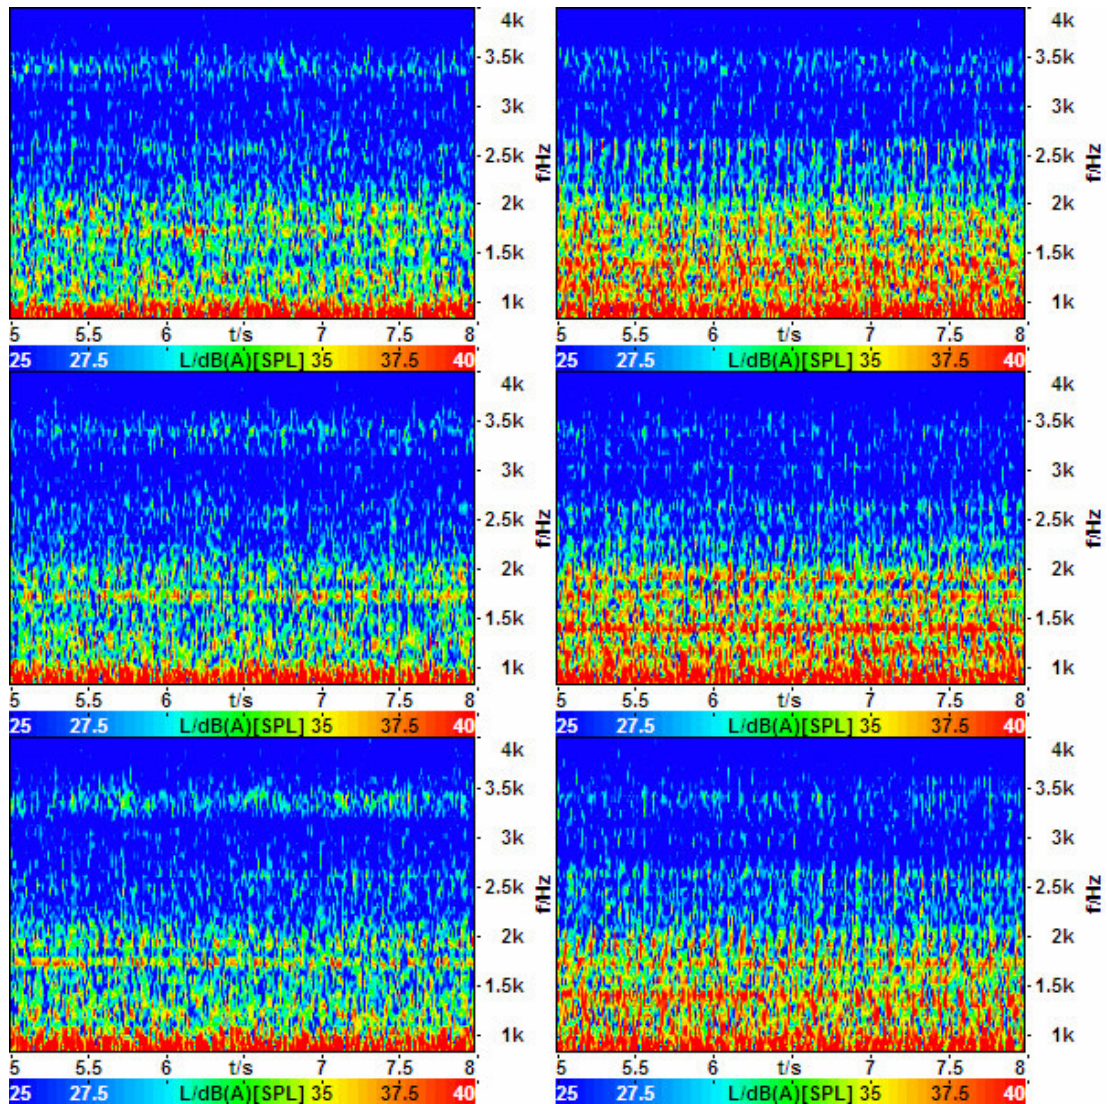 4k 4k
3.5k 3.5k
3k 3k
2.5k f/Hz 2.5k f/Hz
2k 2k
1.5k 1.5k
1k 1k
5 5.5 6 t/s 7 7.5 8 5 5.5 6 t/s 7 7.5 8
25 27.5 L/dB(A)[SPL] 35 37.5 40 25 27.5 L/dB(A)[SPL] 35 37.5 40
4k 4k
3.5k 3.5k
3k 3k
2.5k f/Hz 2.5k f/Hz
2k 2k
1.5k 1.5k
1k 1k
5 5.5 6 t/s 7 7.5 8 5 5.5 6 t/s 7 7.5 8
25 27.5 L/dB(A)[SPL] 35 37.5 40 25 27.5 L/dB(A)[SPL] 35 37.5 40
4k 4k
3.5k 3.5k
3k 3k
2.5k f/Hz 2.5k f/Hz
2k 2k
1.5k 1.5k
1k 1k
5 5.5 6 t/s 7 7.5 8 5 5.5 6 t/s 7 7.5 8
25 27.5 L/dB(A)[SPL] 35 37.5 40 25 27.5 L/dB(A)[SPL] 35 37.5 40